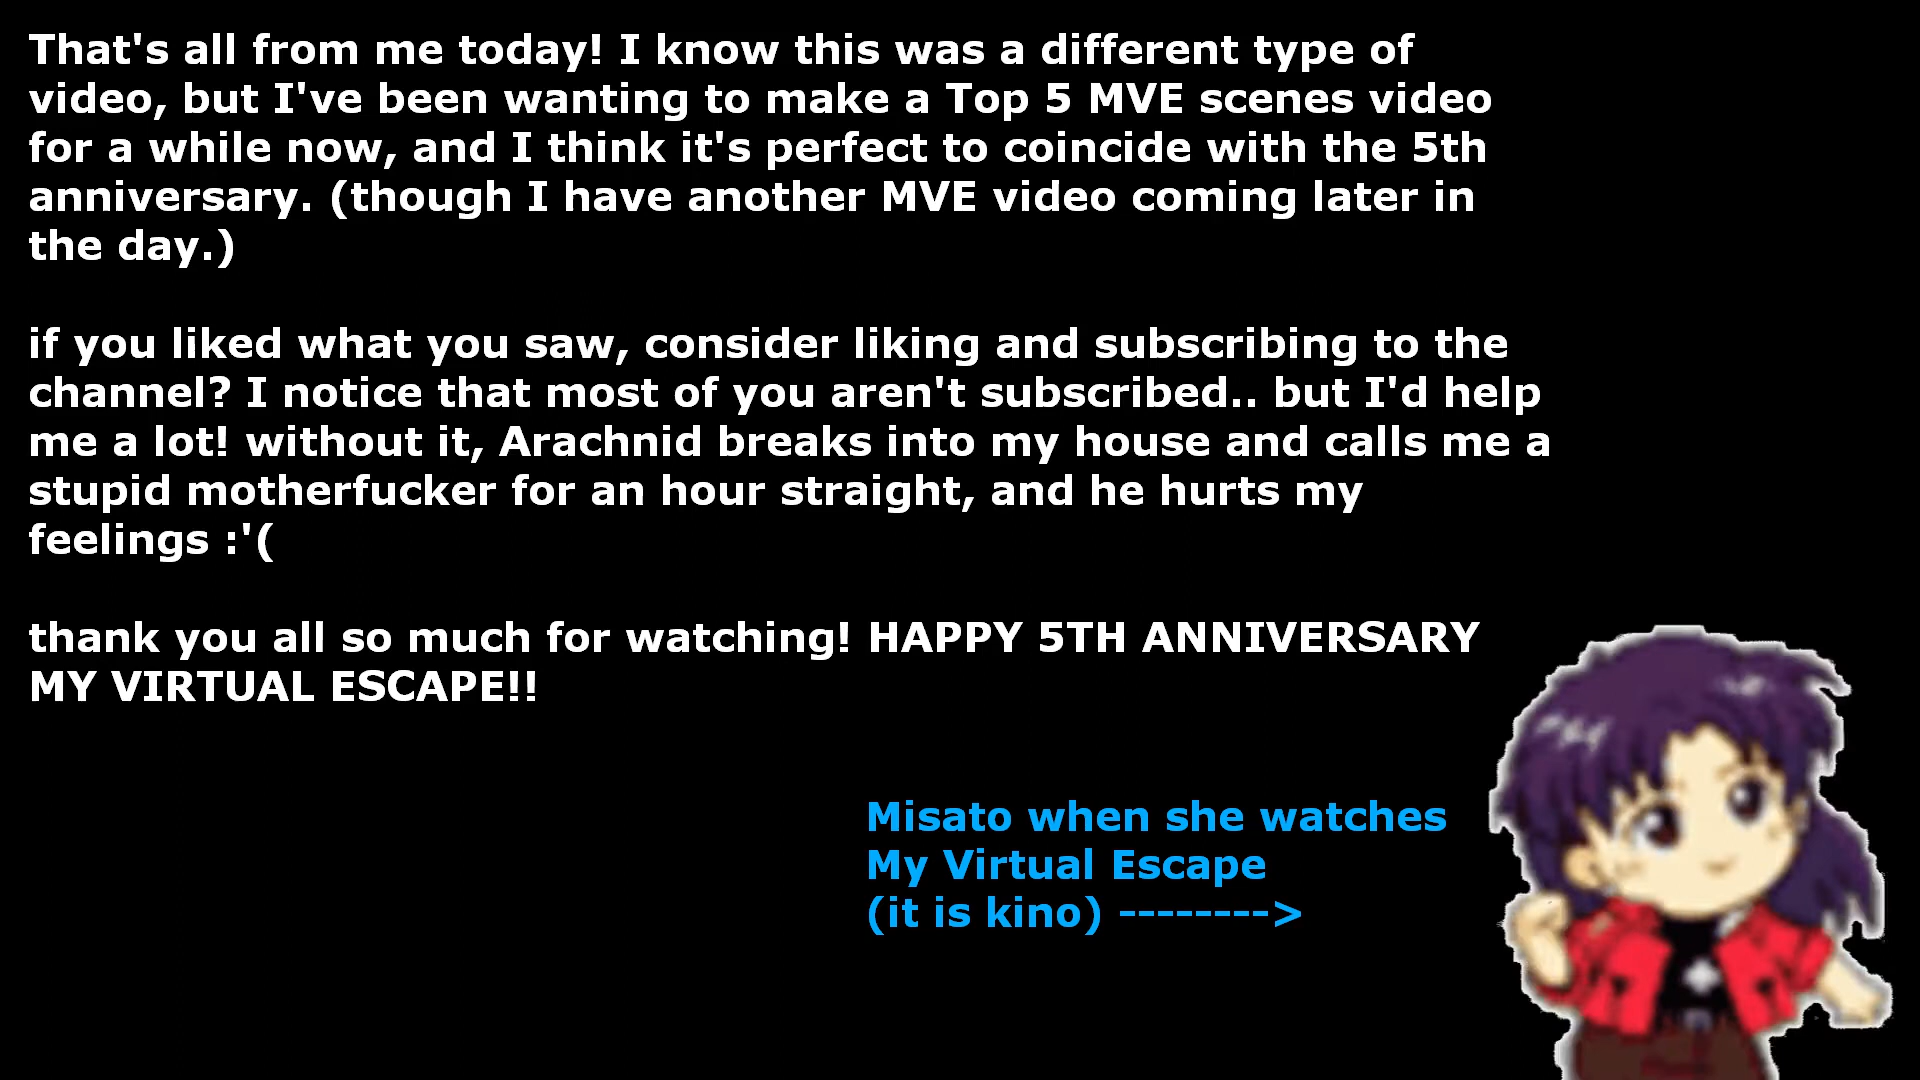 That's all from me today! I know this was a different type of
video, but I've been wanting to make a Top 5 MVE scenes video
for a while now, and I think it's perfect to coincide with the 5th
anniversary. (though I have another MVE video coming later in
the day.)
if you liked what you saw, consider liking and subscribing to the
channel? I notice that most of you aren't subscribed.. but I'd help
me a lot! without it, Arachnid breaks into my house and calls me a
stupid motherfucker for an hour straight, and he hurts my
feelings :'(
thank you all so much for watching! HAPPY 5TH ANNIVERSARY
MY VIRTUAL ESCAPE!!
Misato when she watches
My Virtual Escape
(it is kino) -------->